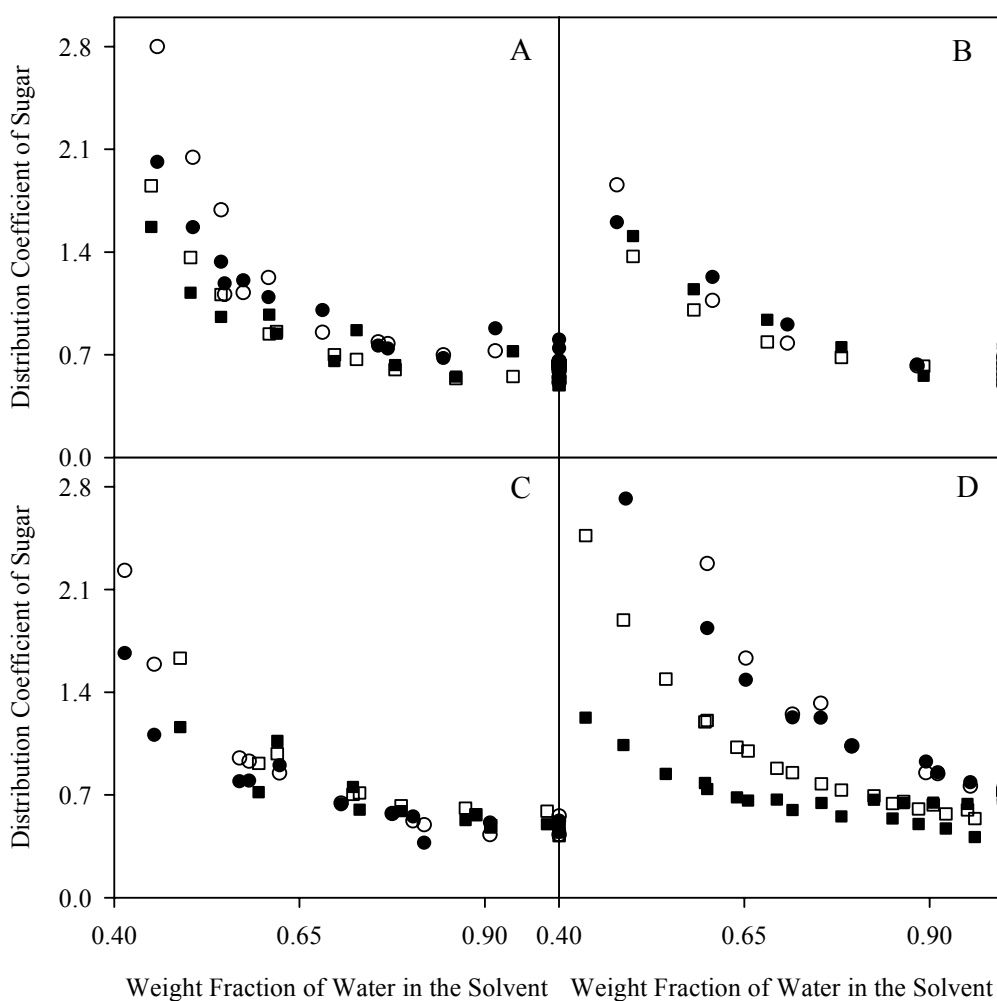 A
B
2.8
2.1
1.4
0.7
0.0
Distribution Coefficient of Sugar
C
D
2.8
2.1
1.4
0.7
0.0
Distribution Coefficient of Sugar
0.40 0.65 0.90 0.40 0.65 0.90
Weight Fraction of Water in the Solvent Weight Fraction of Water in the Solvent